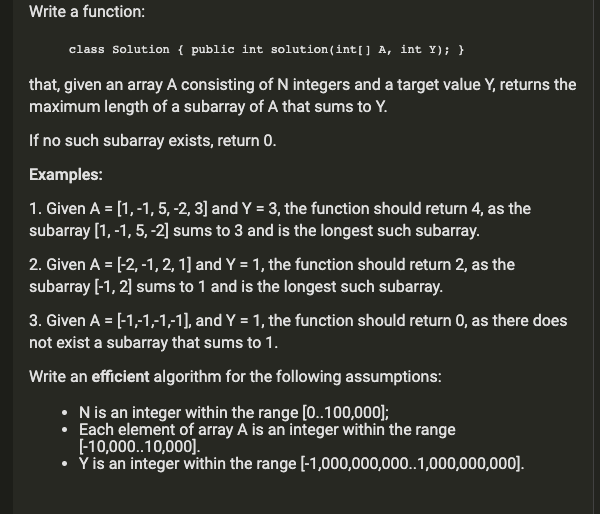 Write a function:
class Solution { public int solution(int[] A, int Y); }
that, given an array A consisting of N integers and a target value Y, returns the
maximum length of a subarray of A that sums to Y.
If no such subarray exists, return 0.
Examples:
1. Given A = [1, -1, 5, -2, 3] and Y = 3, the function should return 4, as the
subarray [1, -1, 5, -2] sums to 3 and is the longest such subarray.
2. Given A = [-2, -1, 2, 1] and Y = 1, the function should return 2, as the
subarray [-1, 2] sums to 1 and is the longest such subarray.
3. Given A = [-1,-1,-1,-1], and Y = 1, the function should return 0, as there does
not exist a subarray that sums to 1.
Write an efficient algorithm for the following assumptions:
• N is an integer within the range [0..100,000];
• Each element of array A is an integer within the range
[-10,000..10,000].
• Y is an integer within the range [-1,000,000,000..1,000,000,000].